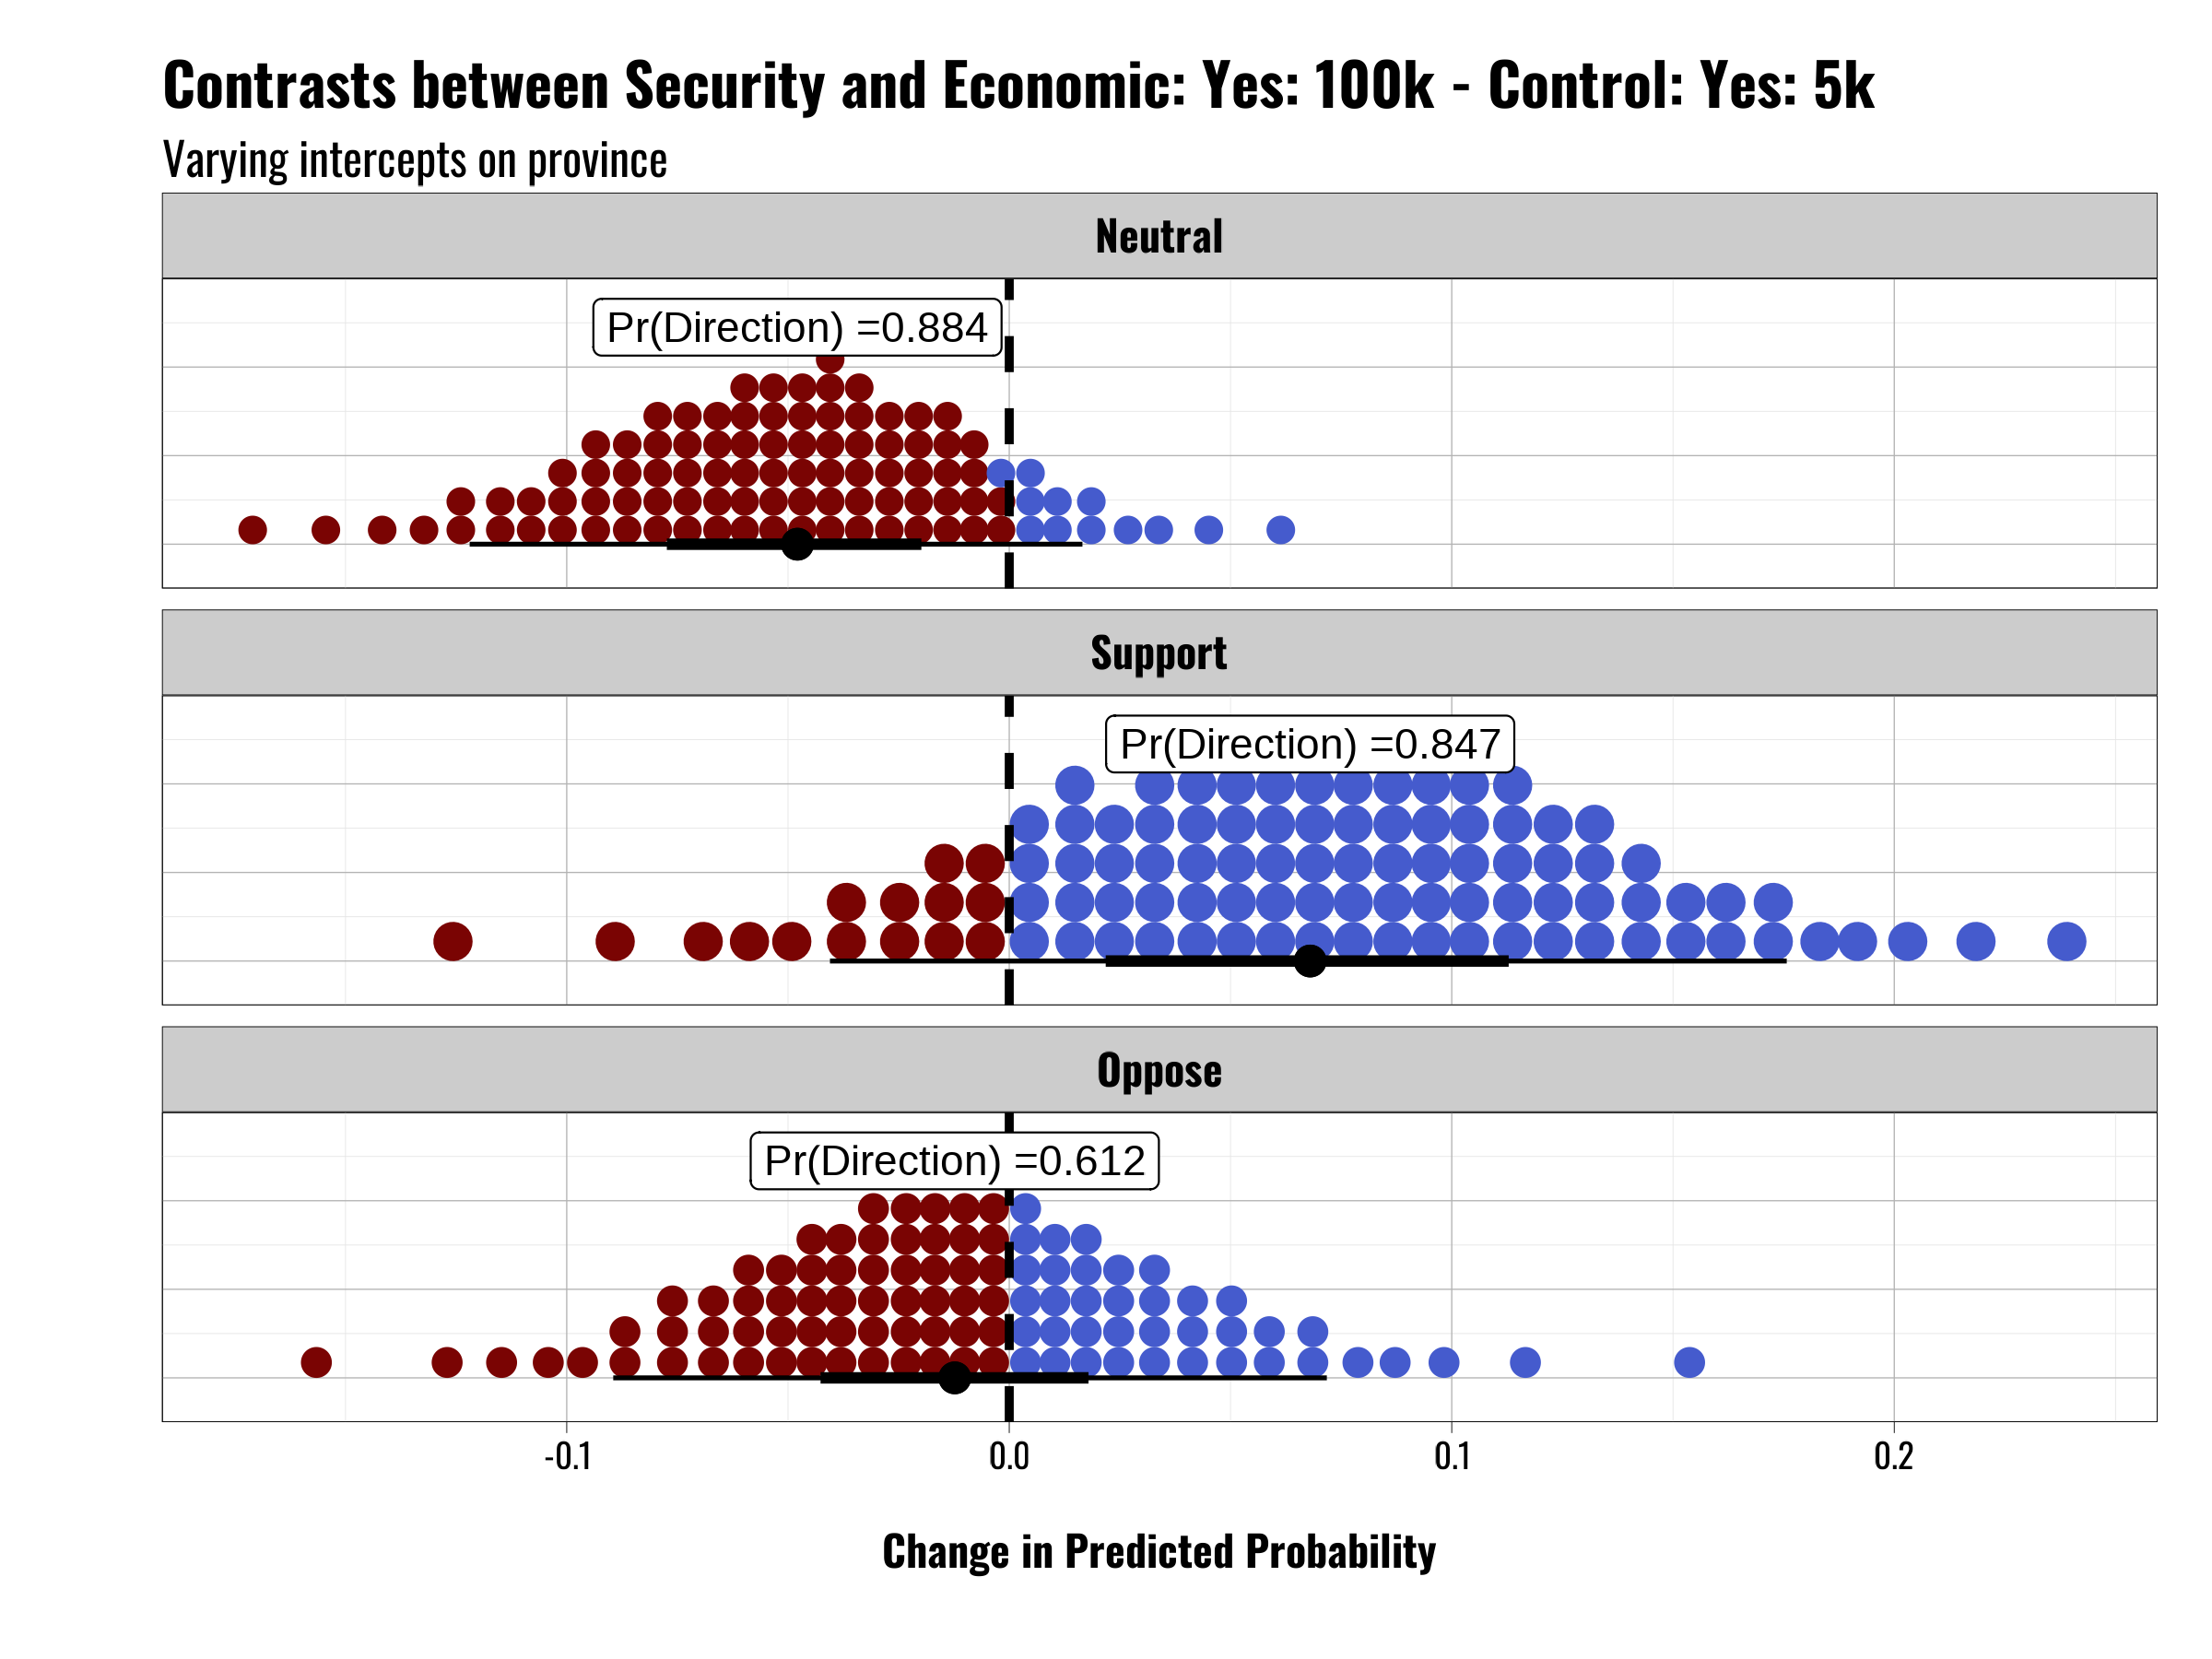 Contrasts between Security and Economic: Yes: 100k - Control: Yes: 5k
Varying intercepts on province
Neutral
Pr(Direction) =0.884
Support
Pr(Direction) =0.847
Oppose
Pr(Direction) =0.612
-0.1 0.0 0.1 0.2
Change in Predicted Probability